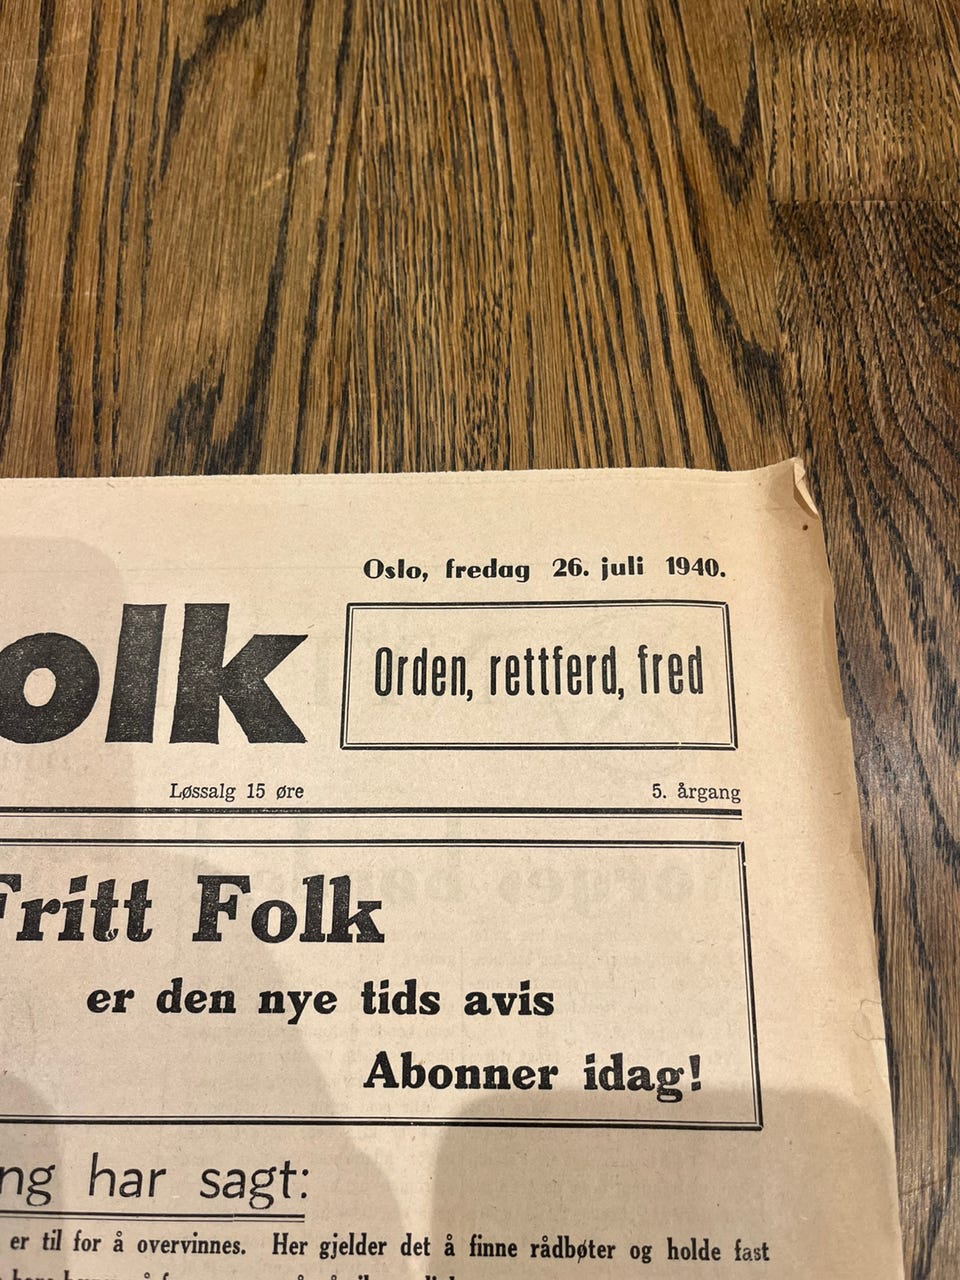 Oslo, fredag 26. juli 1940.
olk
Orden, rettferd, fred
Løssalg 15 øre
5. årgang
Fritt Folk
er den nye tids avis
Abonner idag!
ng har sagt:
er til for å overvinnes. Her gjelder det å finne rådbøter og holde fast